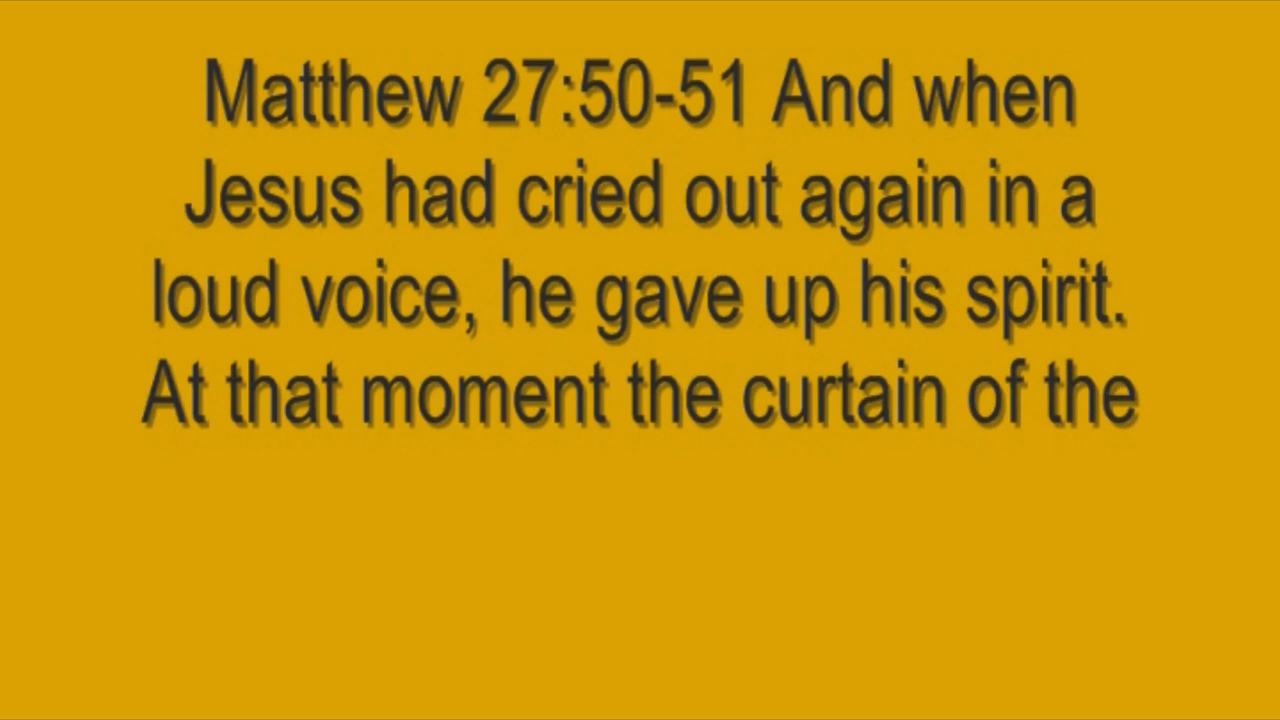 Matthew 27:50-51 And when
Jesus had cried out again in a
loud voice, he gave up his spirit.
At that moment the curtain of the